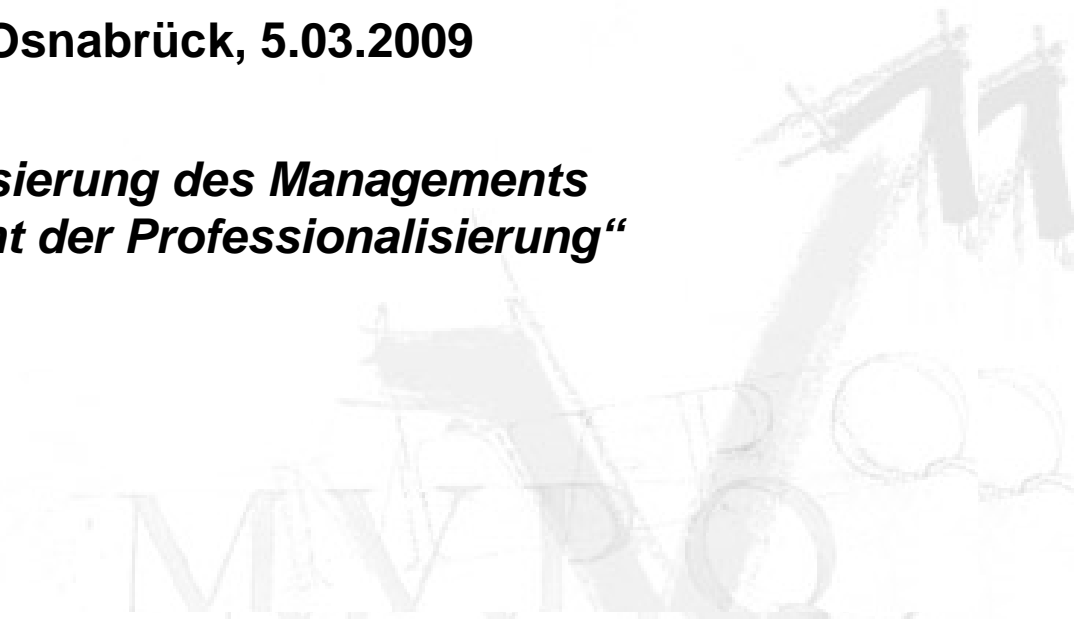 Osnabrück, 5.03.2009
sierung des Managements
nt der Professionalisierung“